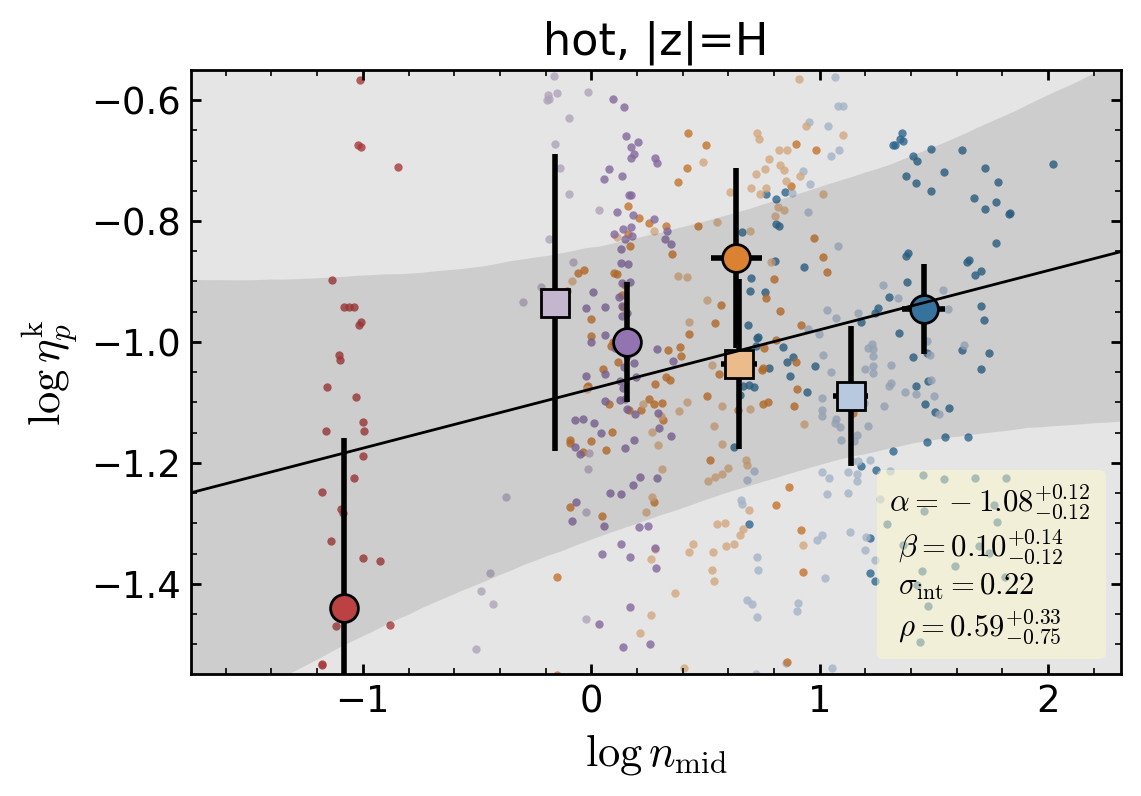 hot, |z|=H
log η_p^k
−0.6
−0.8
−1.0
−1.2
−1.4
α = −1.08^{+0.12}_{−0.12}
β = 0.10^{+0.14}_{−0.12}
σ_int = 0.22
ρ = 0.59^{+0.33}_{−0.75}
−1 0 1 2
log n_mid